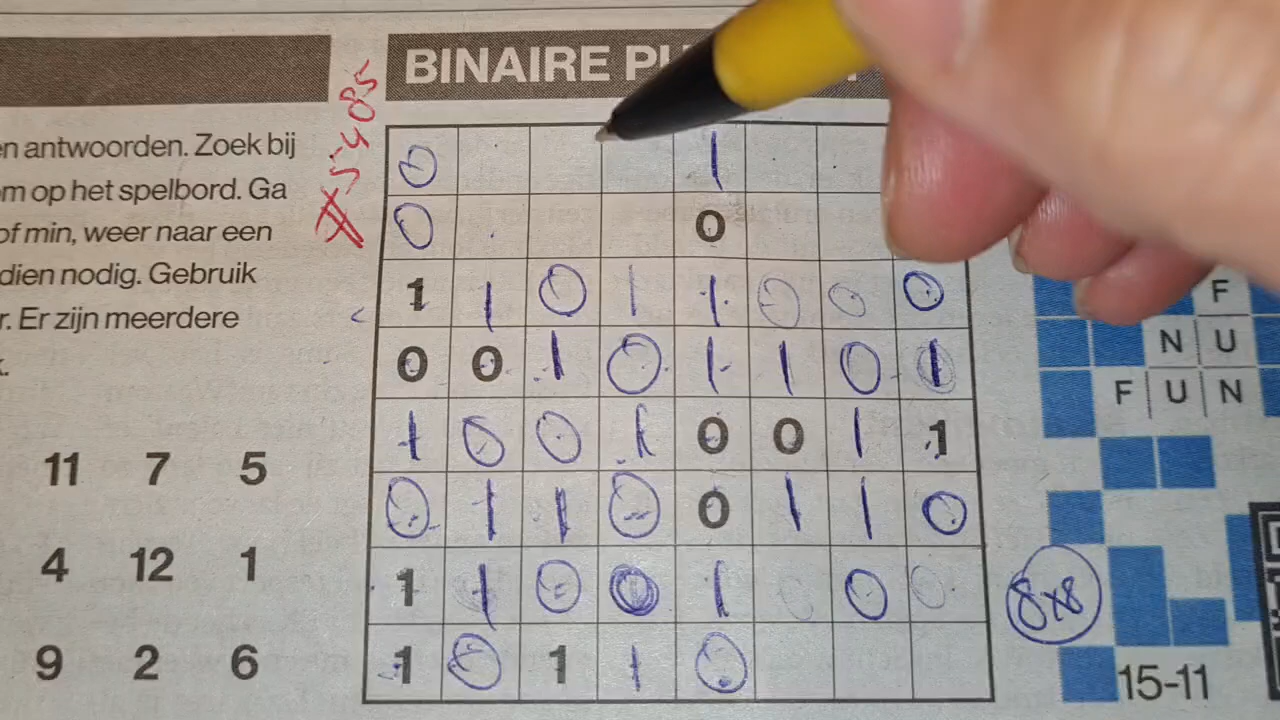 BINAIRE PU
#5485
en antwoorden. Zoek bij
om op het spelbord. Ga
of min, weer naar een
dien nodig. Gebruik
r. Er zijn meerdere
k.
11 7 5
4 12 1
9 2 6
0 1
0 0
1 1 0 1 1 0 0 0
0 0 1 0 1 1 0 1
1 0 0 1 0 0 1 1
0 1 1 0 0 1 1 0
1 1 0 0 1 0 0 0
1 0 1 1 0
F
N U
F U N
8x8
15-11